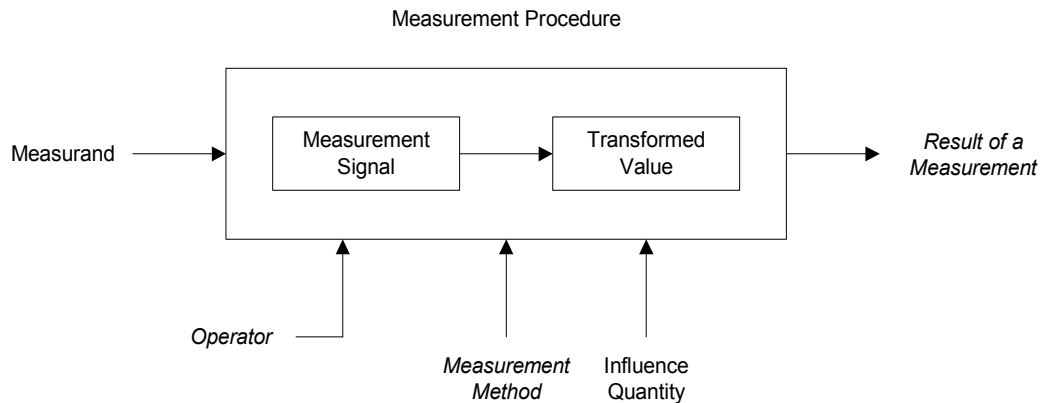 Measurement Procedure
Measurand
Measurement
Signal
Transformed
Value
Result of a
Measurement
Operator
Measurement
Method
Influence
Quantity